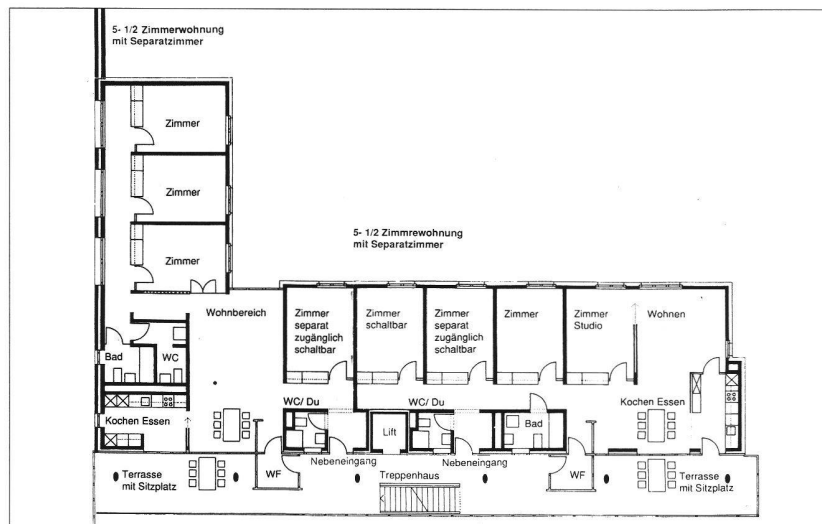 5- 1/2 Zimmerwohnung
mit Separatzimmer
Zimmer
Zimmer
Zimmer
5- 1/2 Zimmrewohnung
mit Separatzimmer
Wohnbereich
Zimmer
separat
zugänglich
schaltbar
Zimmer
schaltbar
Zimmer
separat
zugänglich
schaltbar
Zimmer
Zimmer
Studio
Wohnen
Bad
WC
WC/ Du
WC/ Du
Kochen Essen
Kochen Essen
Lift
Bad
Nebeneingang
Nebeneingang
Terrasse
mit Sitzplatz
WF
Treppenhaus
WF
Terrasse
mit Sitzplatz